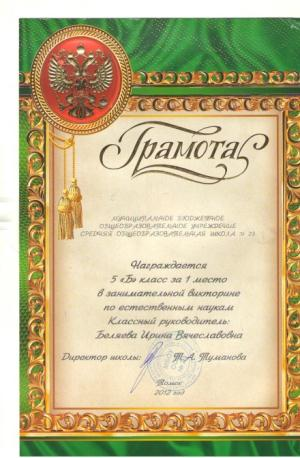 Грамота
МУНИЦИПАЛЬНОЕ БЮДЖЕТНОЕ
ОБЩЕОБРАЗОВАТЕЛЬНОЕ УЧРЕЖДЕНИЕ
СРЕДНЯЯ ОБЩЕОБРАЗОВАТЕЛЬНАЯ ШКОЛА №
Награждается
5 «Б» класс за 1 место
в занимательной викторине
по естественным наукам
Классный руководитель:
Беляева Ирина Вячеславовна
Директор школы: Т.А. Туманова
Томск
2012 год